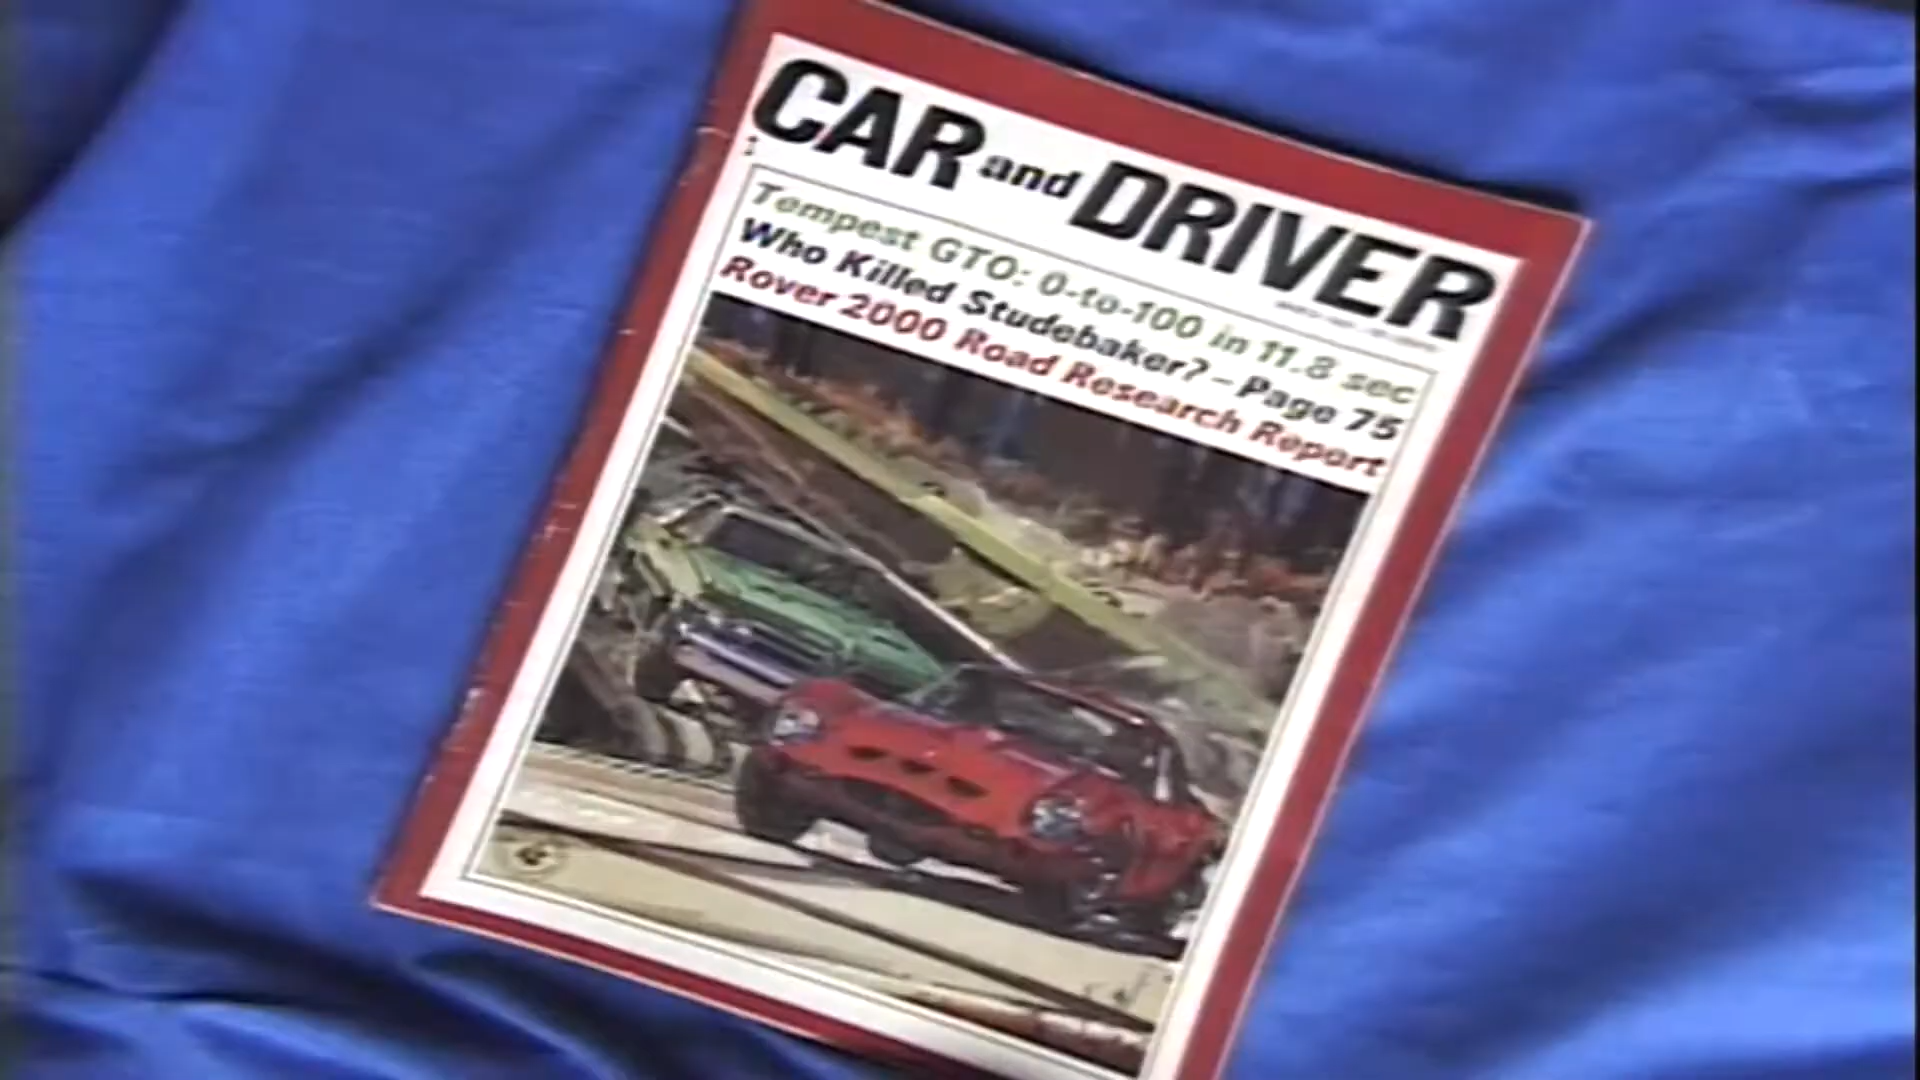 CAR and DRIVER
Tempest GTO: 0-to-100 in 11.8 sec
Who Killed Studebaker? – Page 75
Rover 2000 Road Research Report